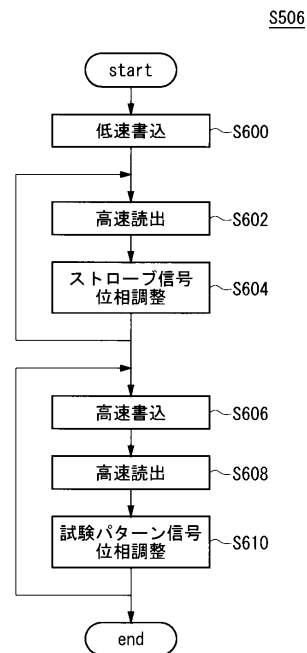 S506
start
低速書込
S600
高速読出
S602
ストローブ信号
位相調整
S604
高速書込
S606
高速読出
S608
試験パターン信号
位相調整
S610
end